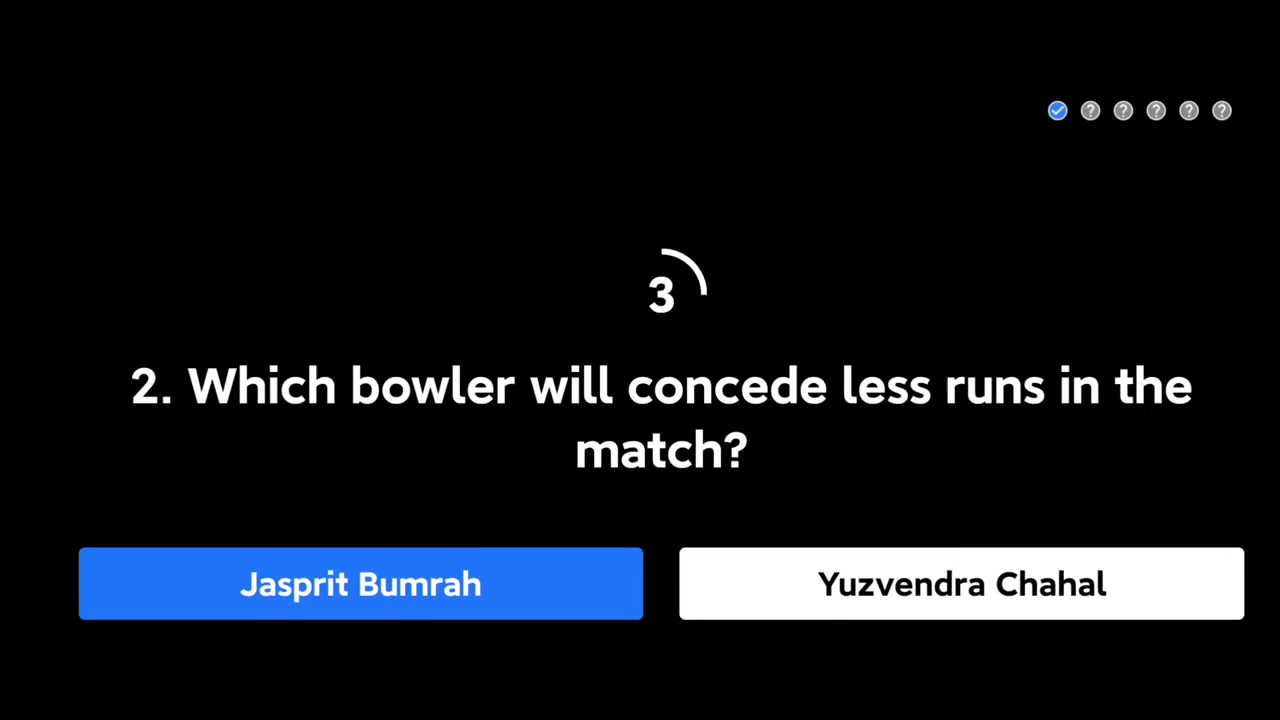 3
2. Which bowler will concede less runs in the
match?
Jasprit Bumrah
Yuzvendra Chahal